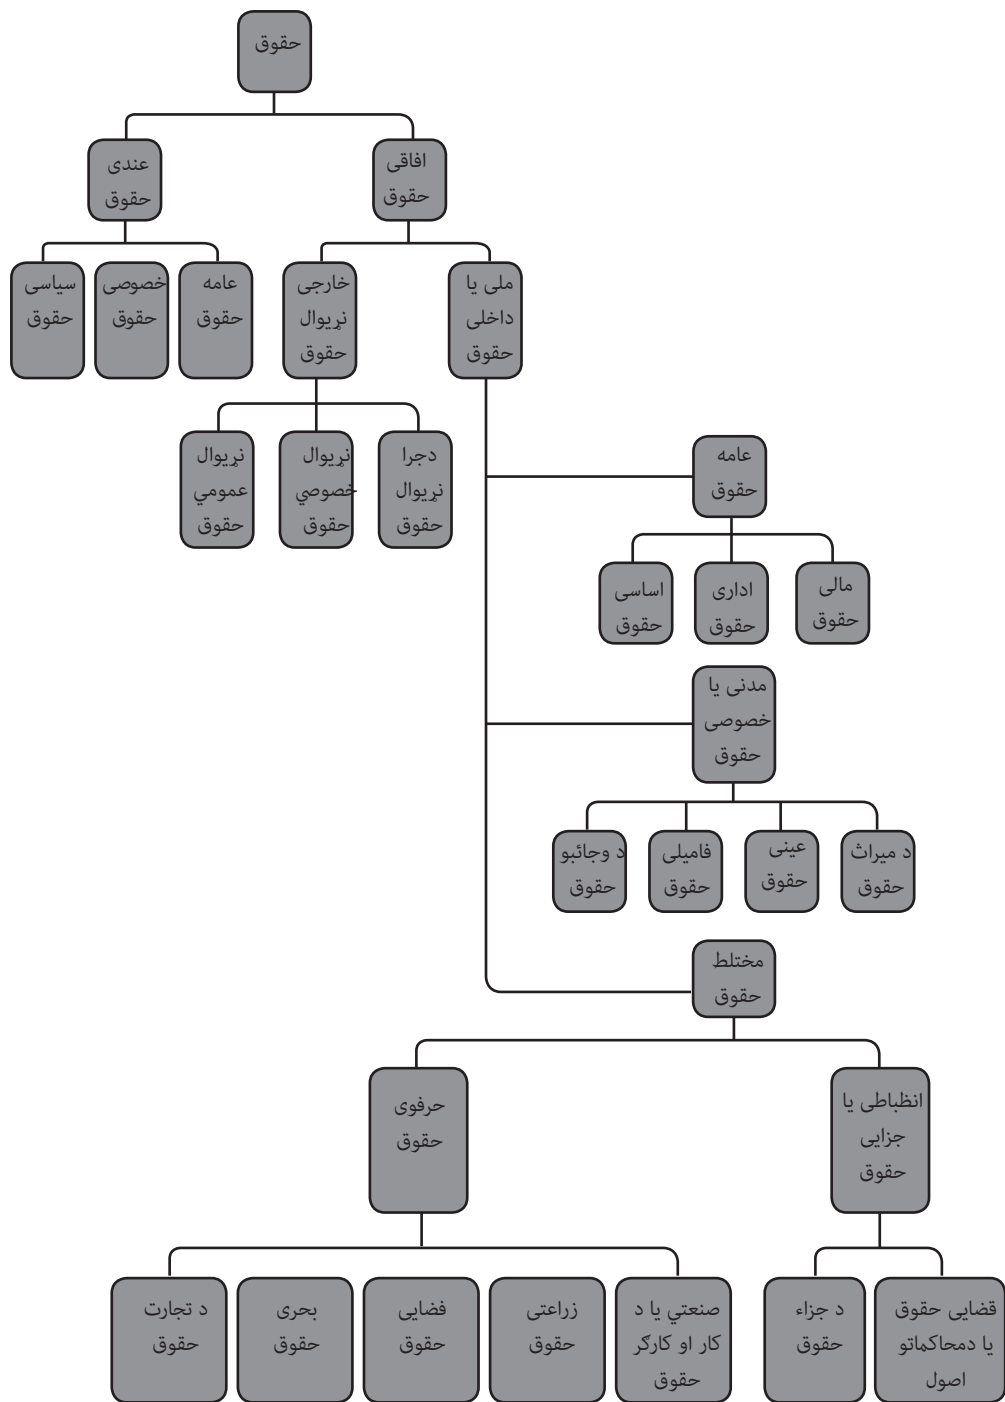 حقوق
افاقی
حقوق
عندی
حقوق
ملی یا
داخلی
حقوق
خارجی
نړیوال
حقوق
عامه
حقوق
خصوصی
حقوق
سیاسی
حقوق
دجرا
نړیوال
حقوق
نړیوال
خصوصي
حقوق
نړیوال
عمومي
حقوق
عامه
حقوق
مالی
حقوق
اداری
حقوق
اساسی
حقوق
مدنی یا
خصوصی
حقوق
د میراث
حقوق
عینی
حقوق
فامیلی
حقوق
د وجائبو
حقوق
مختلط
حقوق
انظباطی یا
جزایی
حقوق
حرفوی
حقوق
قضایی حقوق
یا دمحاکماتو
اصول
د جزاء
حقوق
صنعتي یا د
کار او کارګر
حقوق
زراعتی
حقوق
فضایی
حقوق
بحری
حقوق
د تجارت
حقوق